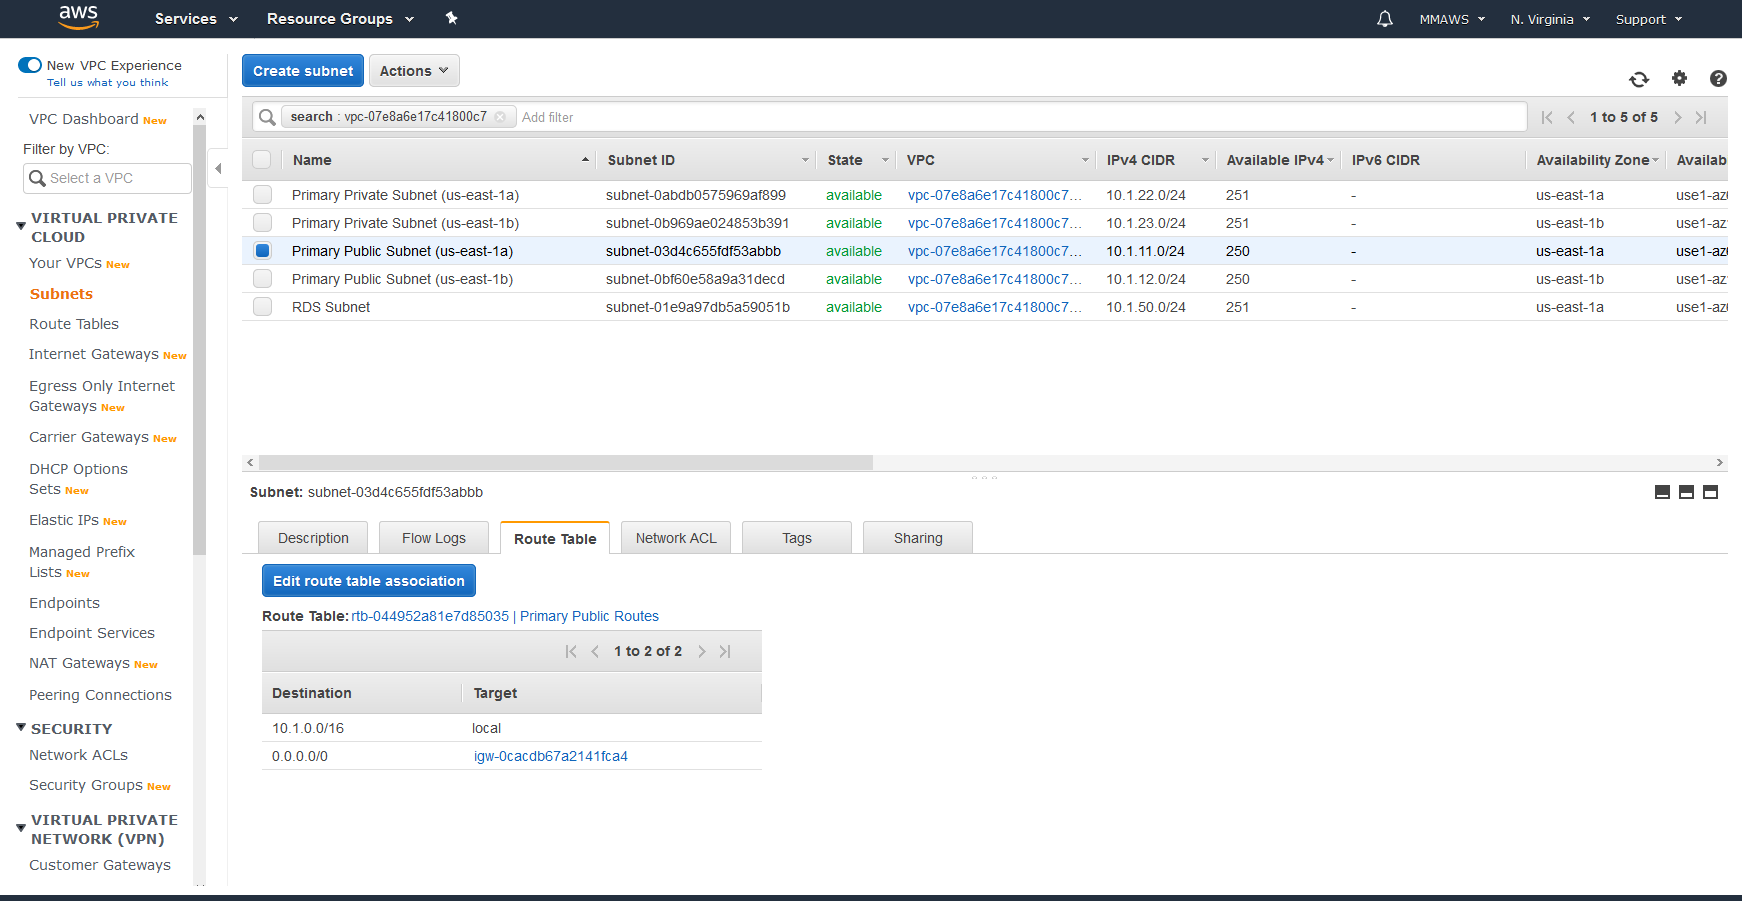 aws Services Resource Groups MMAWS N. Virginia Support
New VPC Experience
Tell us what you think
VPC Dashboard New
Filter by VPC:
Select a VPC
VIRTUAL PRIVATE
CLOUD
Your VPCs New
Subnets
Route Tables
Internet Gateways New
Egress Only Internet
Gateways New
Carrier Gateways New
DHCP Options
Sets New
Elastic IPs New
Managed Prefix
Lists New
Endpoints
Endpoint Services
NAT Gateways New
Peering Connections
SECURITY
Network ACLs
Security Groups New
VIRTUAL PRIVATE
NETWORK (VPN)
Customer Gateways
Create subnet Actions
search : vpc-07e8a6e17c41800c7 Add filter 1 to 5 of 5
Name Subnet ID State VPC IPv4 CIDR Available IPv4 IPv6 CIDR Availability Zone Availab
Primary Private Subnet (us-east-1a) subnet-0abdb0575969af899 available vpc-07e8a6e17c41800c7... 10.1.22.0/24 251 - us-east-1a use1-az
Primary Private Subnet (us-east-1b) subnet-0b969ae024853b391 available vpc-07e8a6e17c41800c7... 10.1.23.0/24 251 - us-east-1b use1-az
Primary Public Subnet (us-east-1a) subnet-03d4c655fdf53abbb available vpc-07e8a6e17c41800c7... 10.1.11.0/24 250 - us-east-1a use1-az
Primary Public Subnet (us-east-1b) subnet-0bf60e58a9a31decd available vpc-07e8a6e17c41800c7... 10.1.12.0/24 250 - us-east-1b use1-az
RDS Subnet subnet-01e9a97db5a59051b available vpc-07e8a6e17c41800c7... 10.1.50.0/24 251 - us-east-1a use1-az
Subnet: subnet-03d4c655fdf53abbb
Description Flow Logs Route Table Network ACL Tags Sharing
Edit route table association
Route Table: rtb-044952a81e7d85035 | Primary Public Routes
1 to 2 of 2
Destination Target
10.1.0.0/16 local
0.0.0.0/0 igw-0cacdb67a2141fca4